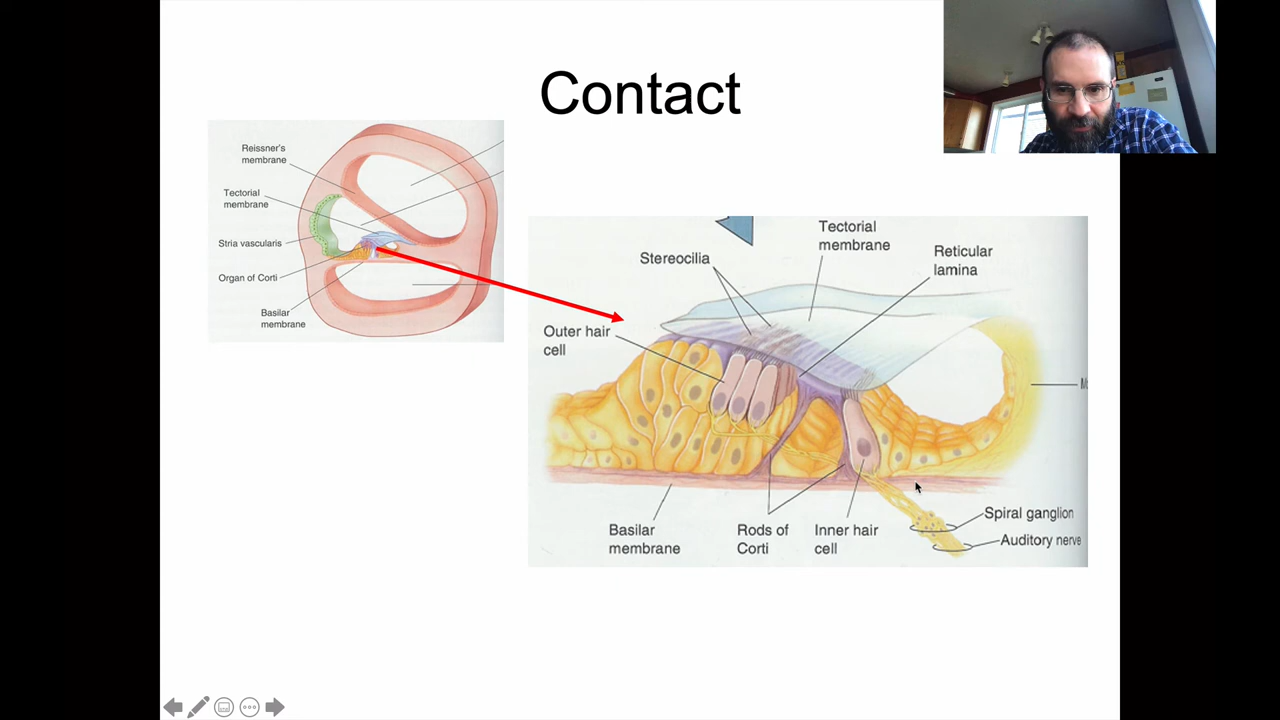 Contact
Reissner's
membrane
Tectorial
membrane
Stria vascularis
Organ of Corti
Basilar
membrane
Tectorial
membrane
Stereocilia
Reticular
lamina
Outer hair
cell
Basilar
membrane
Rods of
Corti
Inner hair
cell
Spiral ganglion
Auditory nerve